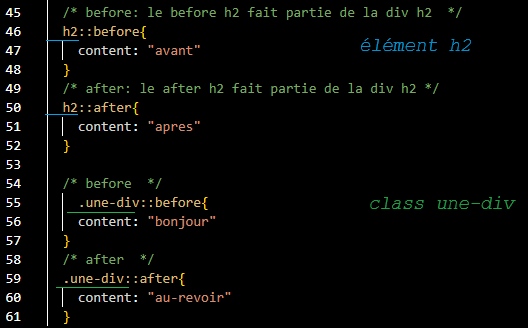 45 /* before: le before h2 fait partie de la div h2  */
46 h2::before{
47   content: "avant"
élément h2
48 }
49 /* after: le after h2 fait partie de la div h2 */
50 h2::after{
51   content: "apres"
52 }
53
54 /* before  */
55   .une-div::before{
class une-div
56   content: "bonjour"
57 }
58 /* after  */
59 .une-div::after{
60   content: "au-revoir"
61 }